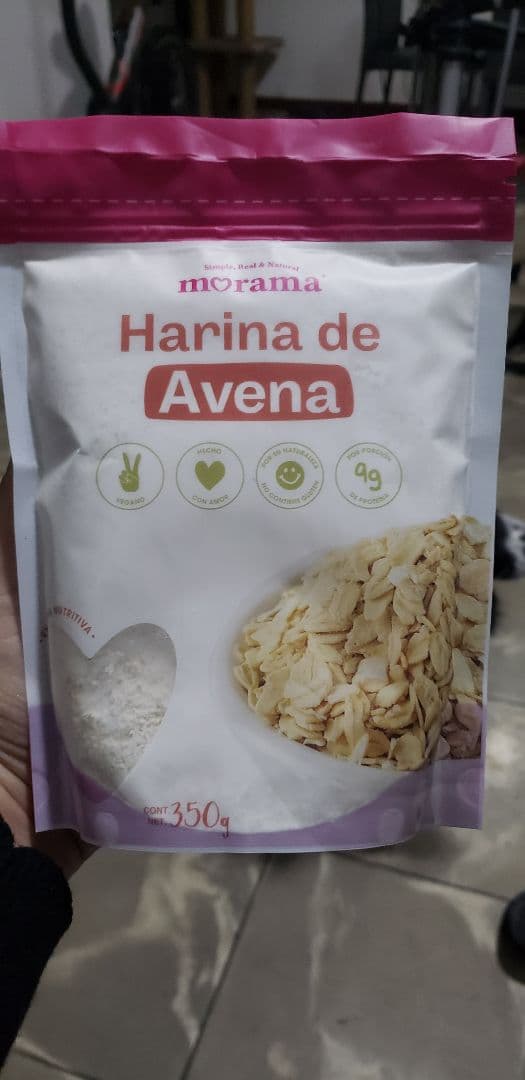 Simple, Real & Natural
morama
Harina de
Avena
VEGANO
HECHO
CON AMOR
POR SU NATURALEZA
NO CONTIENE GLUTEN
POR PORCIÓN
9g
DE PROTEÍNA
NUTRITIVA •
CONT.
NET. 350g